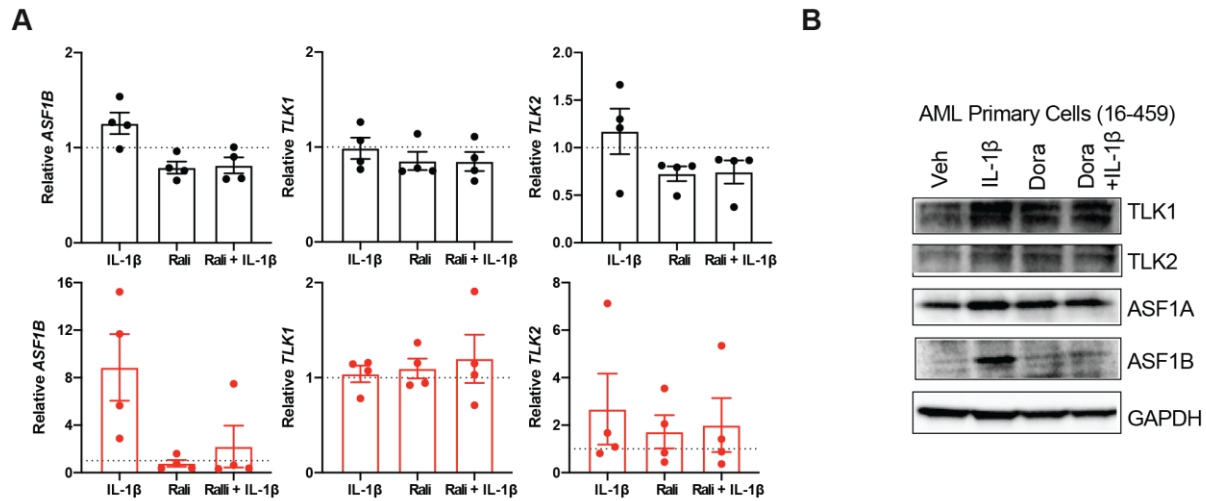 A
B
Relative ASF1B
2
1
0
IL-1β Rali Rali + IL-1β
Relative TLK1
2
1
0
IL-1β Rali Rali + IL-1β
Relative TLK2
2.0
1.5
1.0
0.5
0.0
IL-1β Rali Rali + IL-1β
Relative ASF1B
16
12
8
4
0
IL-1β Rali Ralli + IL-1β
Relative TLK1
2
1
0
IL-1β Rali Rali + IL-1β
Relative TLK2
8
6
4
2
0
IL-1β Rali Rali + IL-1β
AML Primary Cells (16-459)
Veh
IL-1β
Dora
Dora
+IL-1β
TLK1
TLK2
ASF1A
ASF1B
GAPDH